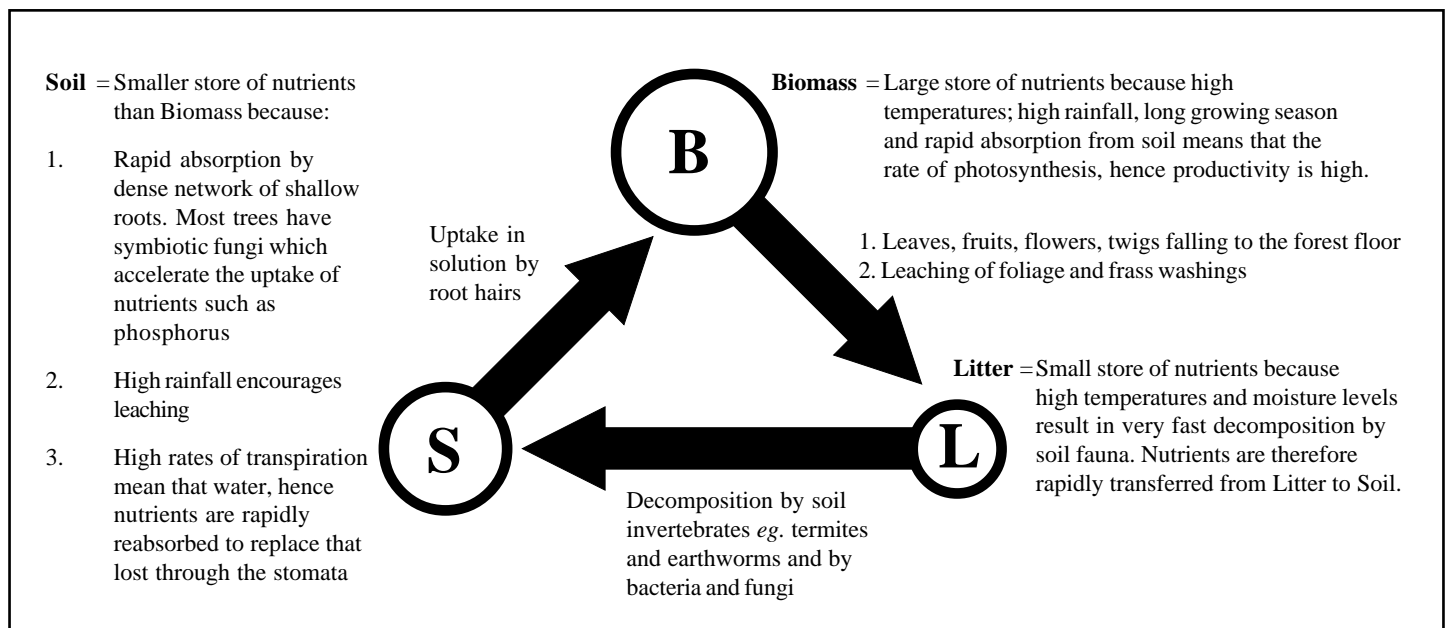 Soil = Smaller store of nutrients
than Biomass because:
1. Rapid absorption by
dense network of shallow
roots. Most trees have
symbiotic fungi which
accelerate the uptake of
nutrients such as
phosphorus
2. High rainfall encourages
leaching
3. High rates of transpiration
mean that water, hence
nutrients are rapidly
reabsorbed to replace that
lost through the stomata
Uptake in
solution by
root hairs
B
Biomass = Large store of nutrients because high
temperatures; high rainfall, long growing season
and rapid absorption from soil means that the
rate of photosynthesis, hence productivity is high.
1. Leaves, fruits, flowers, twigs falling to the forest floor
2. Leaching of foliage and frass washings
Litter = Small store of nutrients because
high temperatures and moisture levels
result in very fast decomposition by
soil fauna. Nutrients are therefore
rapidly transferred from Litter to Soil.
S
L
Decomposition by soil
invertebrates eg. termites
and earthworms and by
bacteria and fungi